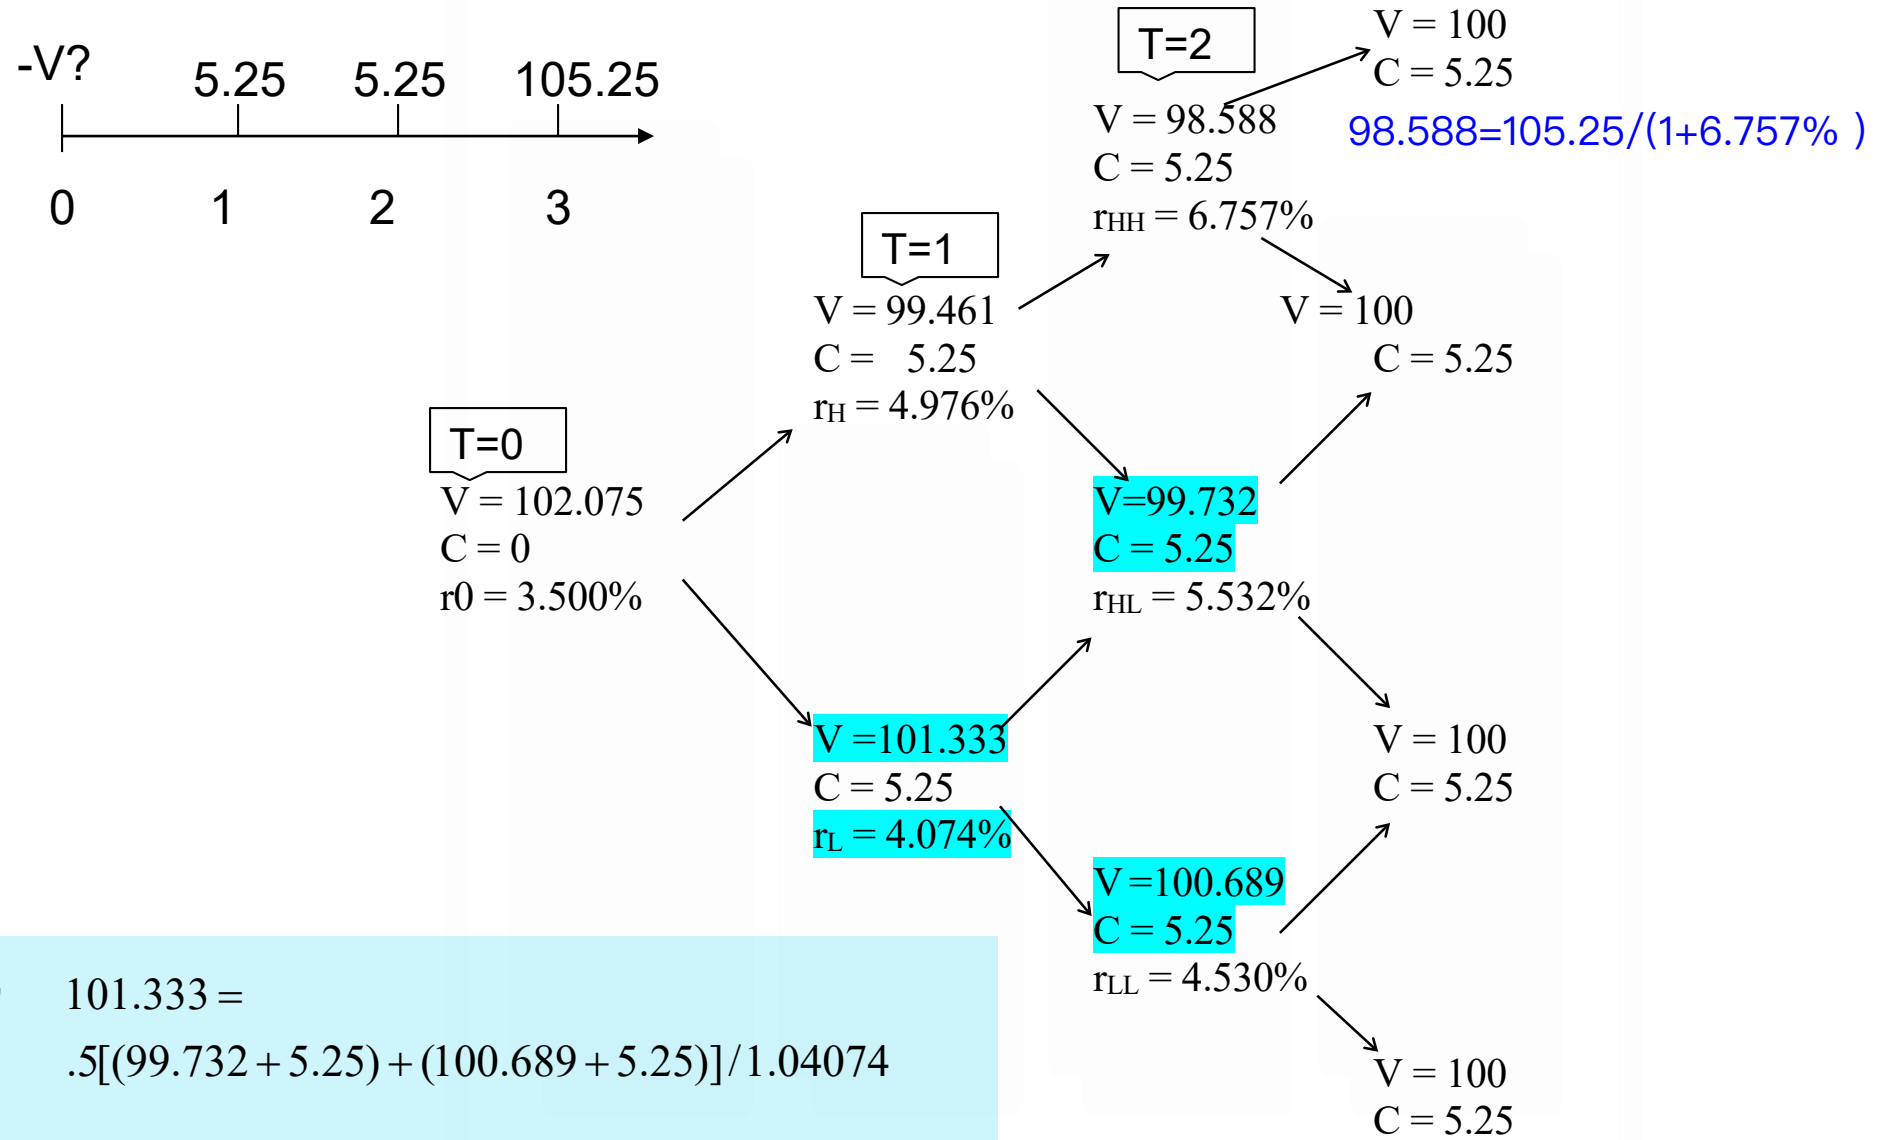 -V?
5.25 5.25 105.25
0 1 2 3
T=0
V = 102.075
C = 0
r0 = 3.500%
T=1
V = 99.461
C = 5.25
rH = 4.976%
V =101.333
C = 5.25
rL = 4.074%
T=2
V = 98.588
C = 5.25
rHH = 6.757%
V=99.732
C = 5.25
rHL = 5.532%
V =100.689
C = 5.25
rLL = 4.530%
V = 100
C = 5.25
98.588=105.25/(1+6.757% )
V = 100
C = 5.25
V = 100
C = 5.25
V = 100
C = 5.25
101.333 =
.5[(99.732 + 5.25) + (100.689 + 5.25)] / 1.04074